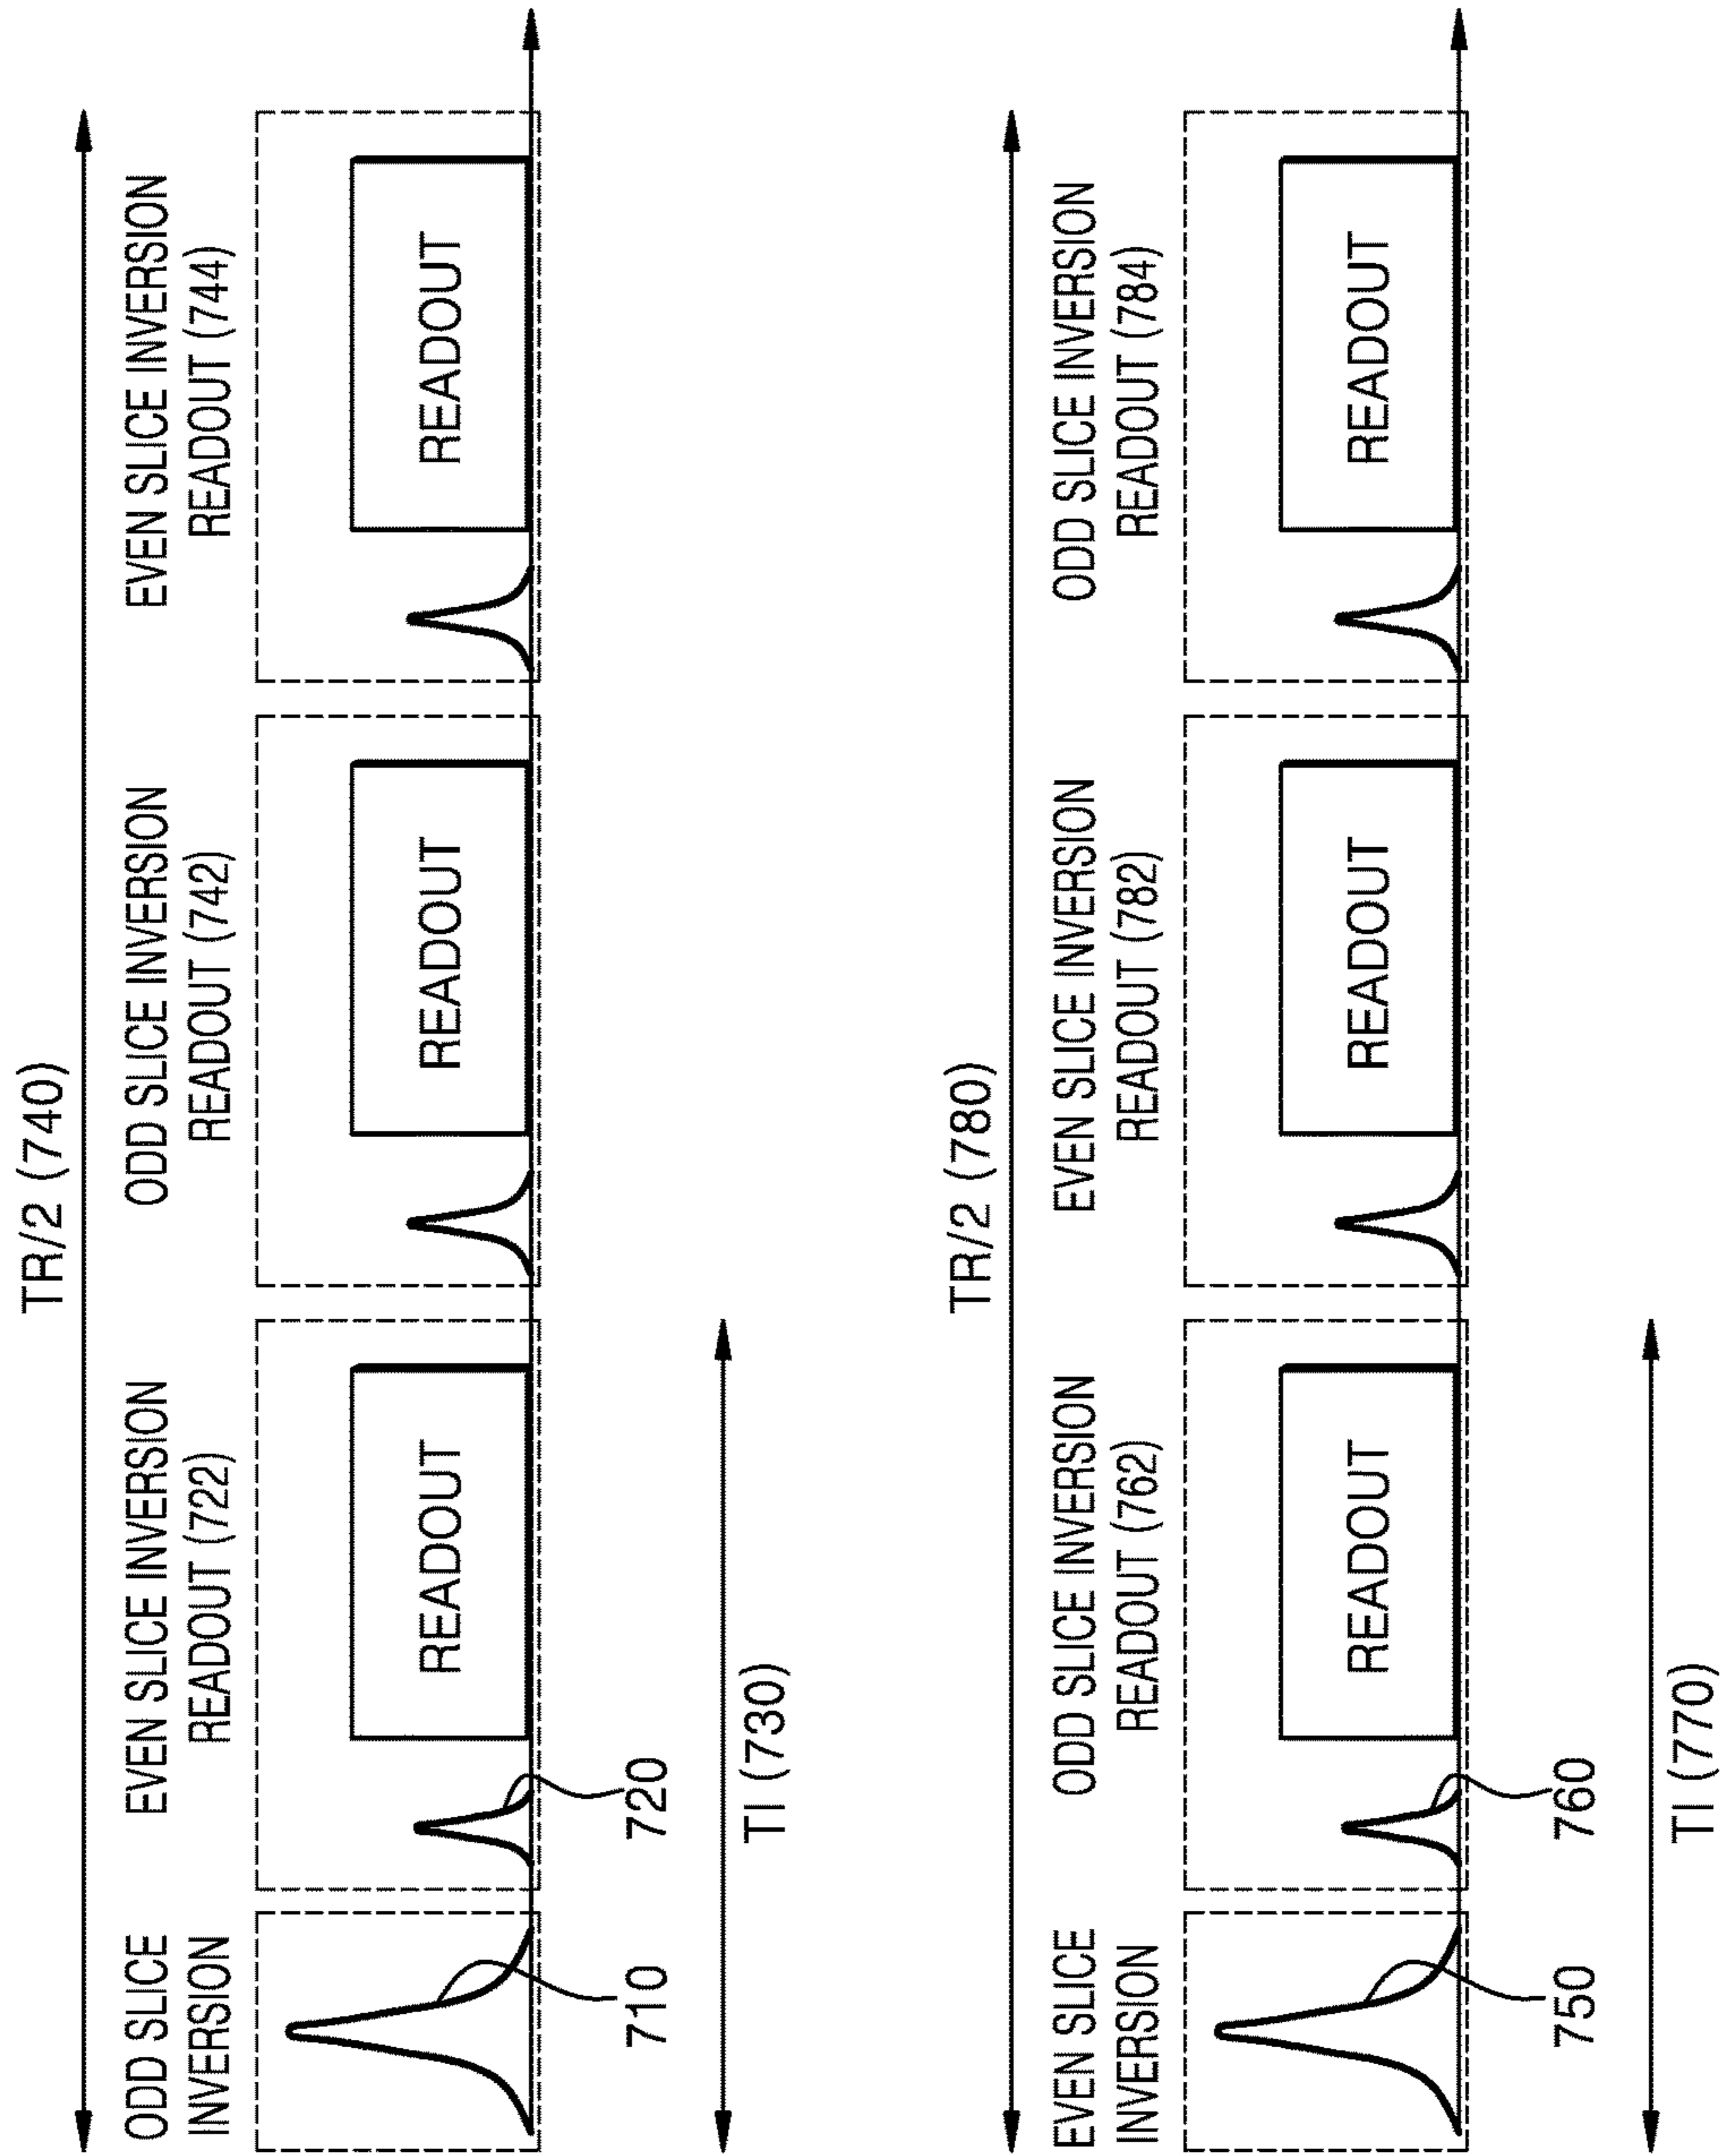 TR/2 (740)
ODD SLICE
INVERSION
EVEN SLICE INVERSION
READOUT (722)
ODD SLICE INVERSION
READOUT (742)
EVEN SLICE INVERSION
READOUT (744)
READOUT
READOUT
READOUT
710
720
TI (730)
TR/2 (780)
EVEN SLICE
INVERSION
ODD SLICE INVERSION
READOUT (762)
EVEN SLICE INVERSION
READOUT (782)
ODD SLICE INVERSION
READOUT (784)
READOUT
READOUT
READOUT
750
760
TI (770)